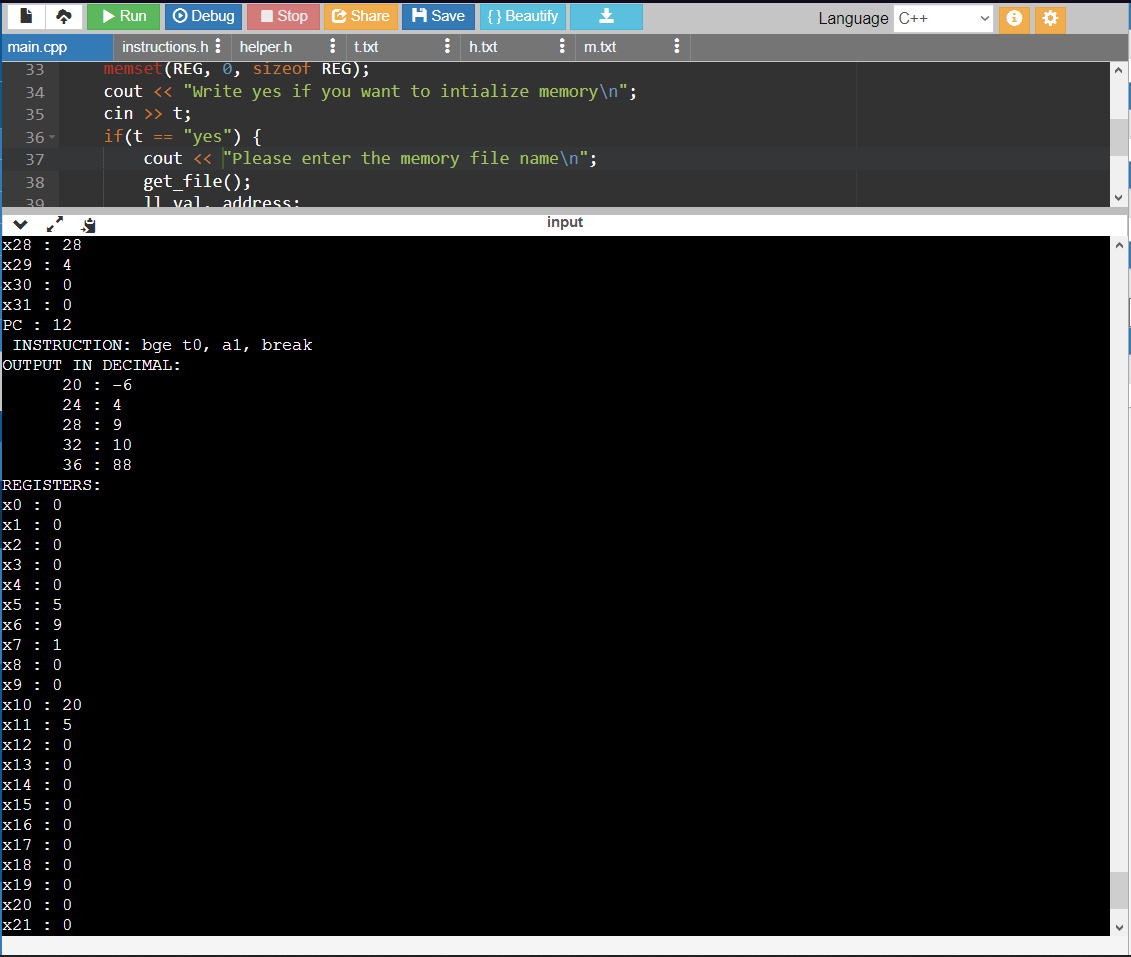 Run Debug Stop Share Save { } Beautify Language C++
main.cpp instructions.h helper.h t.txt h.txt m.txt
33 memset(REG, 0, sizeof REG);
34 cout << "Write yes if you want to intialize memory\n";
35 cin >> t;
36 if(t == "yes") {
37 cout << "Please enter the memory file name\n";
38 get_file();
39 ll val, address;
input
x28 : 28
x29 : 4
x30 : 0
x31 : 0
PC : 12
INSTRUCTION: bge t0, a1, break
OUTPUT IN DECIMAL:
20 : -6
24 : 4
28 : 9
32 : 10
36 : 88
REGISTERS:
x0 : 0
x1 : 0
x2 : 0
x3 : 0
x4 : 0
x5 : 5
x6 : 9
x7 : 1
x8 : 0
x9 : 0
x10 : 20
x11 : 5
x12 : 0
x13 : 0
x14 : 0
x15 : 0
x16 : 0
x17 : 0
x18 : 0
x19 : 0
x20 : 0
x21 : 0